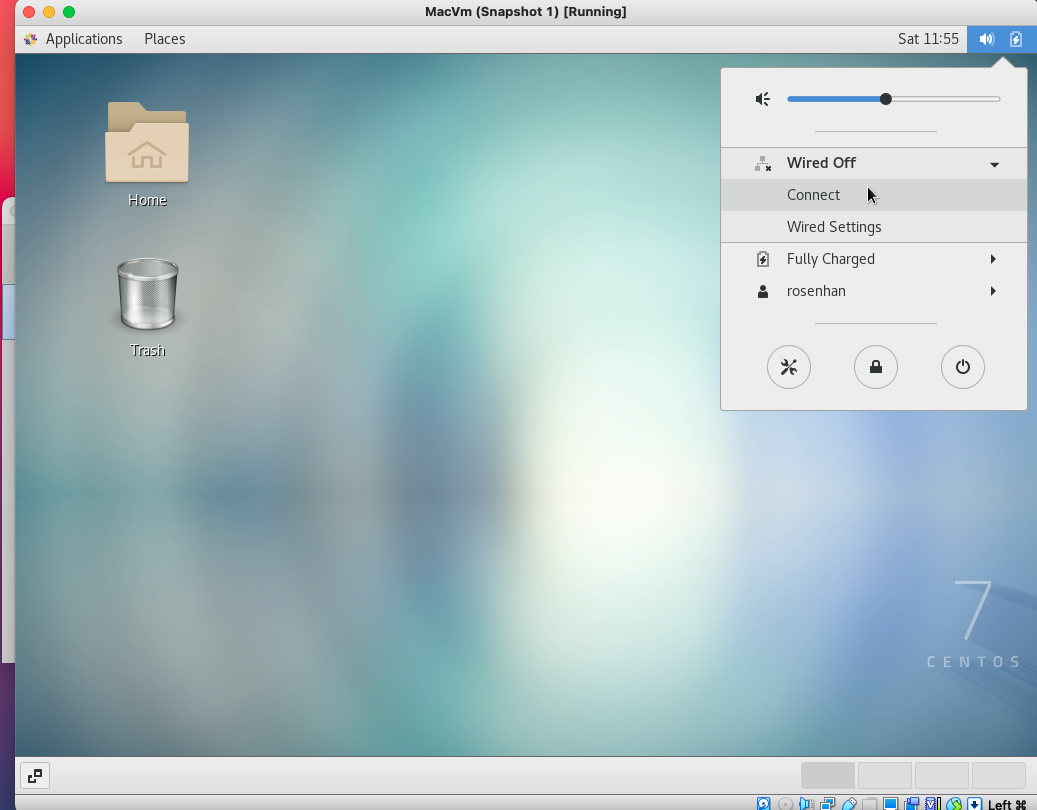 MacVm (Snapshot 1) [Running]
Applications Places Sat 11:55
Home
Trash
Wired Off
Connect
Wired Settings
Fully Charged
rosenhan
7
CENTOS
Left ⌘